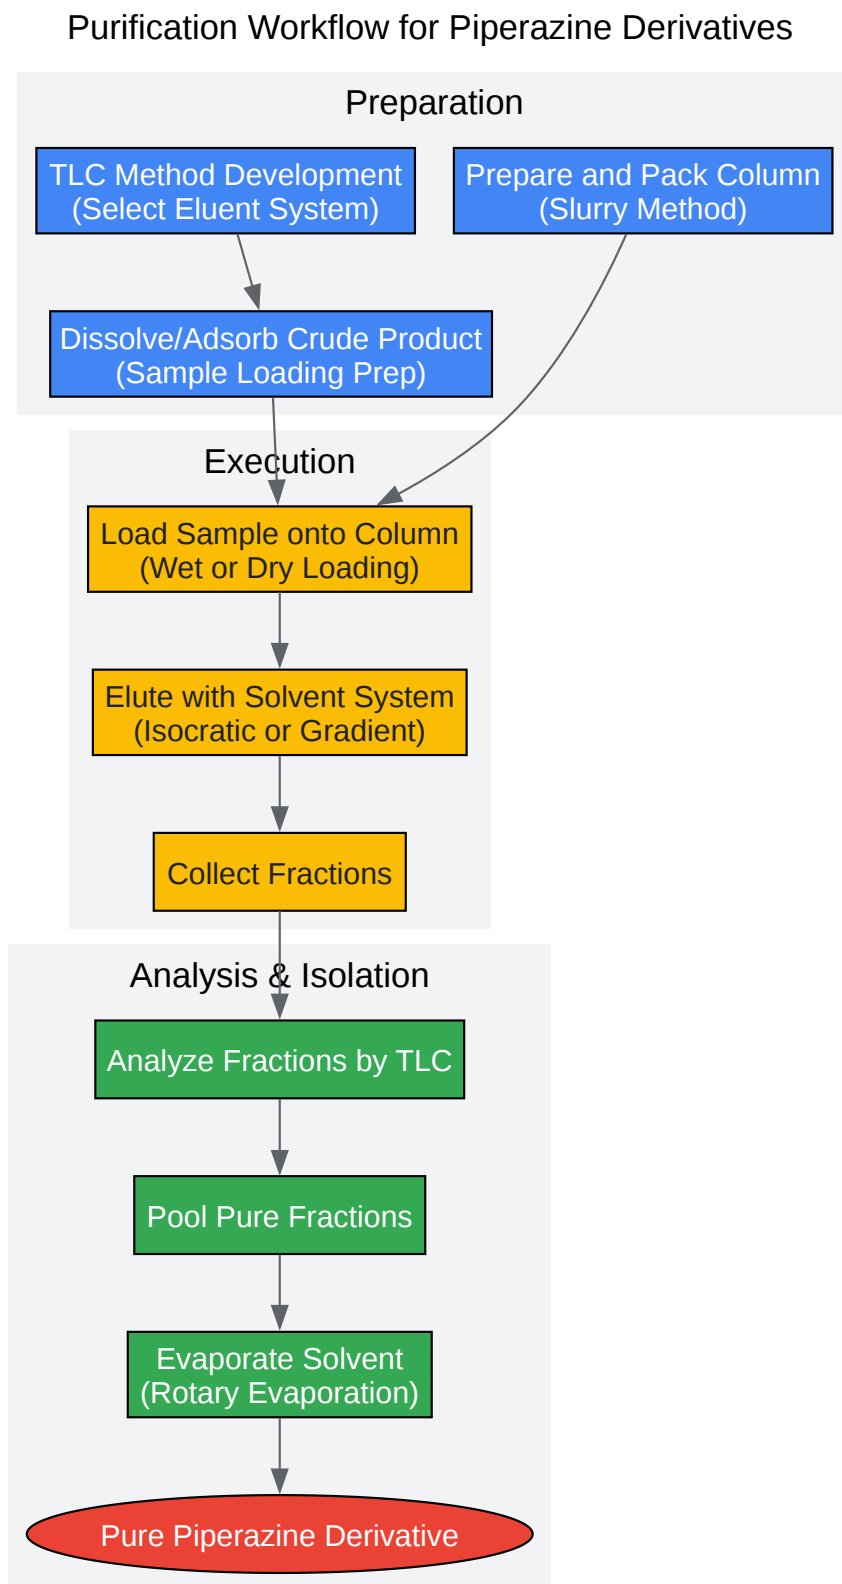 Purification Workflow for Piperazine Derivatives
Preparation
TLC Method Development
(Select Eluent System)
Prepare and Pack Column
(Slurry Method)
Dissolve/Adsorb Crude Product
(Sample Loading Prep)
Execution
Load Sample onto Column
(Wet or Dry Loading)
Elute with Solvent System
(Isocratic or Gradient)
Collect Fractions
Analysis & Isolation
Analyze Fractions by TLC
Pool Pure Fractions
Evaporate Solvent
(Rotary Evaporation)
Pure Piperazine Derivative